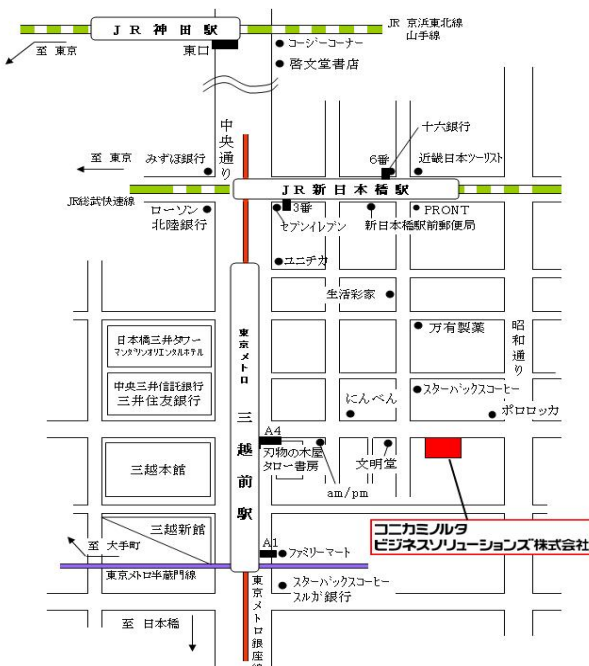 JR神田駅
JR 京浜東北線
山手線
至 東京
東口
コージーコーナー
啓文堂書店
中央通り
十六銀行
至 東京
みずほ銀行
6番
近畿日本ツーリスト
JR新日本橋駅
JR総武快速線
ローソン
北陸銀行
3番
セブンイレブン
新日本橋駅前郵便局
PRONT
ユニチカ
生活彩家
東京メトロ
三越前駅
日本橋三井タワー
マンダリンオリエンタルホテル
万有製薬
昭和通り
中央三井信託銀行
三井住友銀行
スターバックスコーヒー
にんべん
ポロロッカ
A4
刃物の木屋
タロー書房
文明堂
三越本館
am/pm
三越新館
コニカミノルタ
ビジネスソリューションズ株式会社
至 大手町
A1
ファミリーマート
東京メトロ半蔵門線
スターバックスコーヒー
スルガ銀行
東京メトロ銀座線
至 日本橋